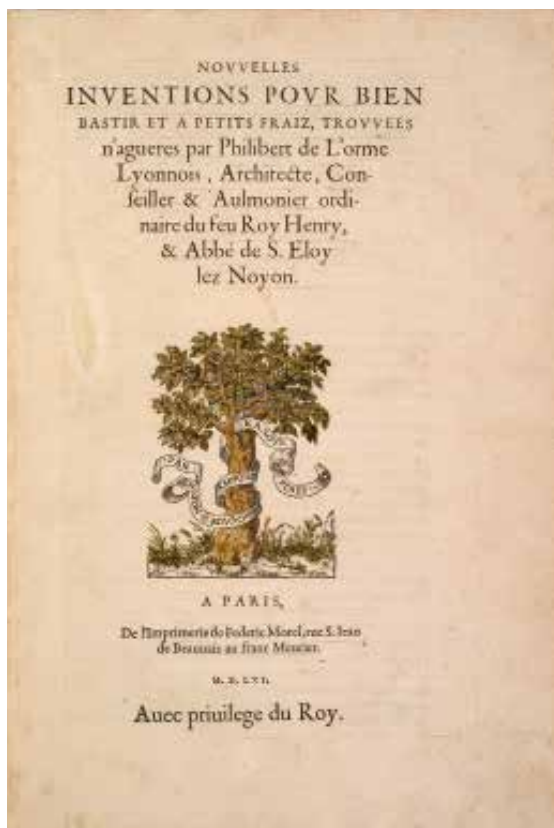 NOVVELLES
INVENTIONS POVR BIEN
BASTIR ET A PETITS FRAIZ, TROVVEES
n'agueres par Philibert de L'orme
Lyonnois, Architecte, Con-
seiller & Aulmonier ordi-
naire du feu Roy Henry,
& Abbé de S. Eloy
lez Noyon.
A PARIS,
De l'Imprimerie de Federic Morel, rue S. Iean
de Beauuais au franc Meurier.
M. D. LXI.
Auec priuilege du Roy.